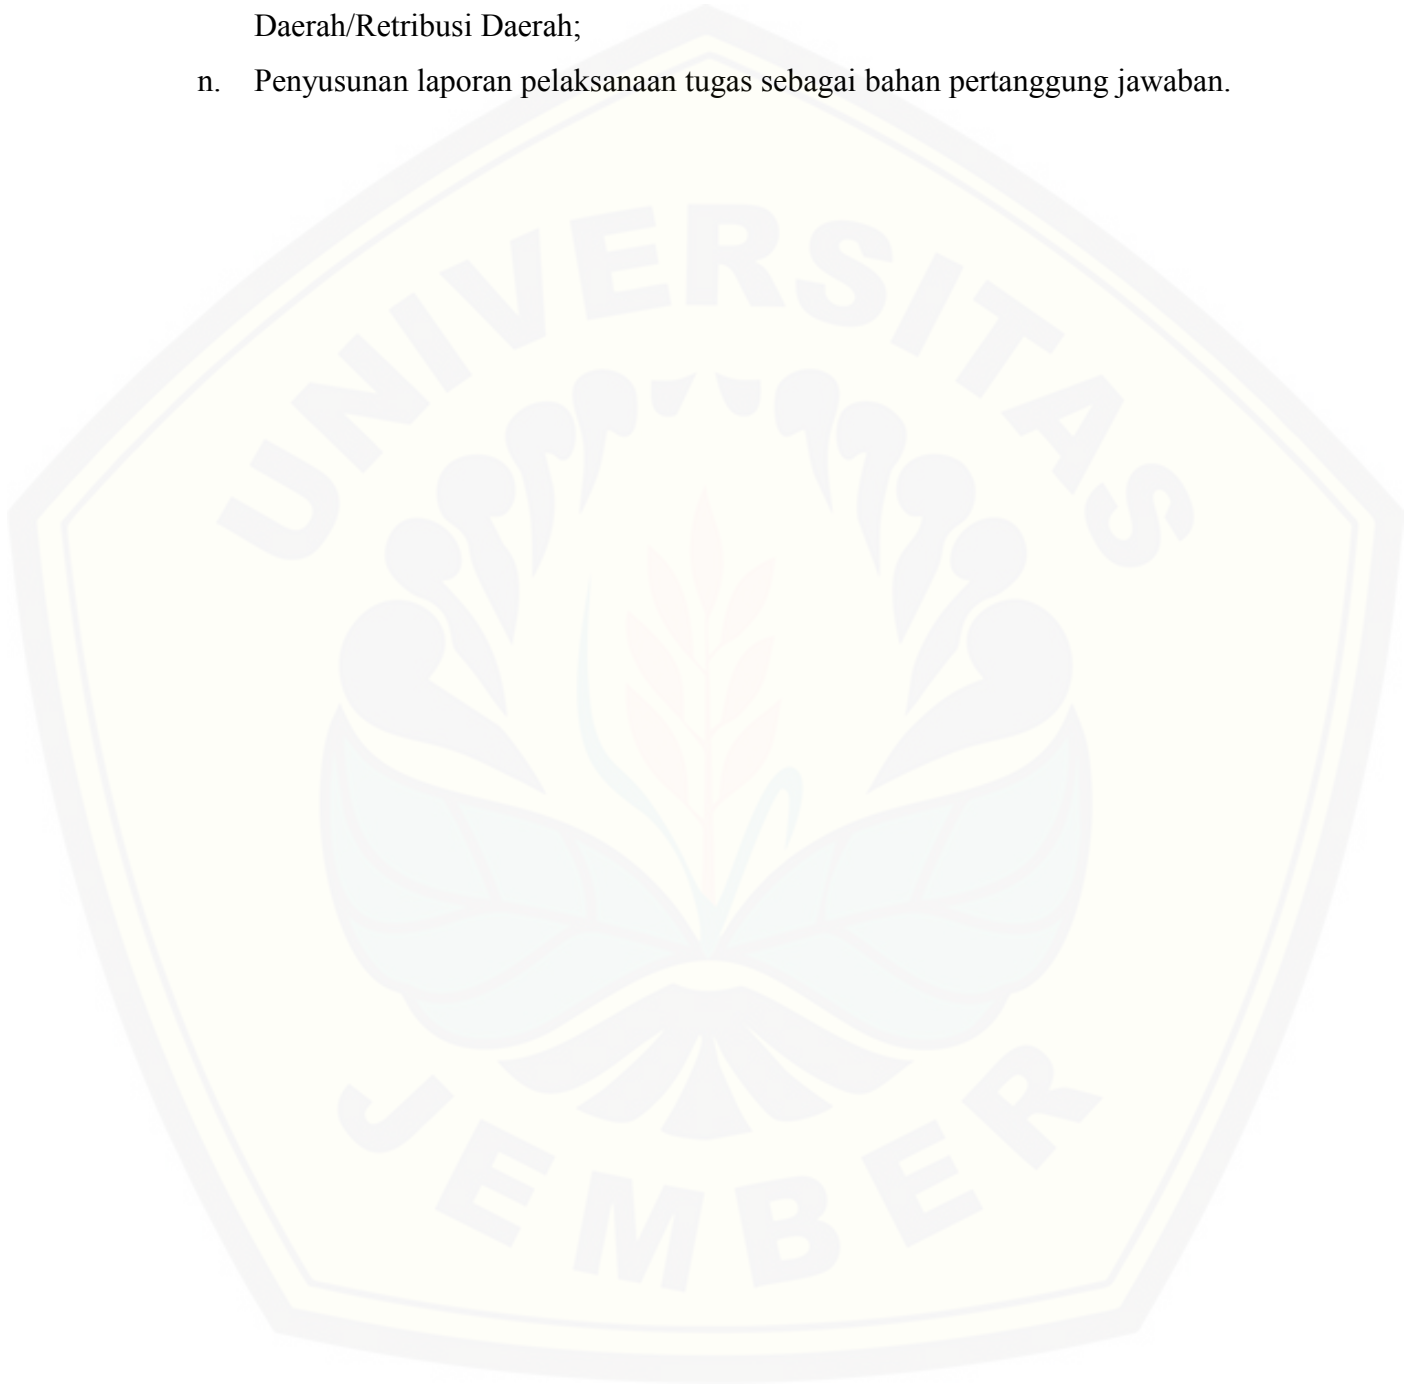 Daerah/Retribusi Daerah;
n. Penyusunan laporan pelaksanaan tugas sebagai bahan pertanggung jawaban.
UNIVERSITAS
JEMBER